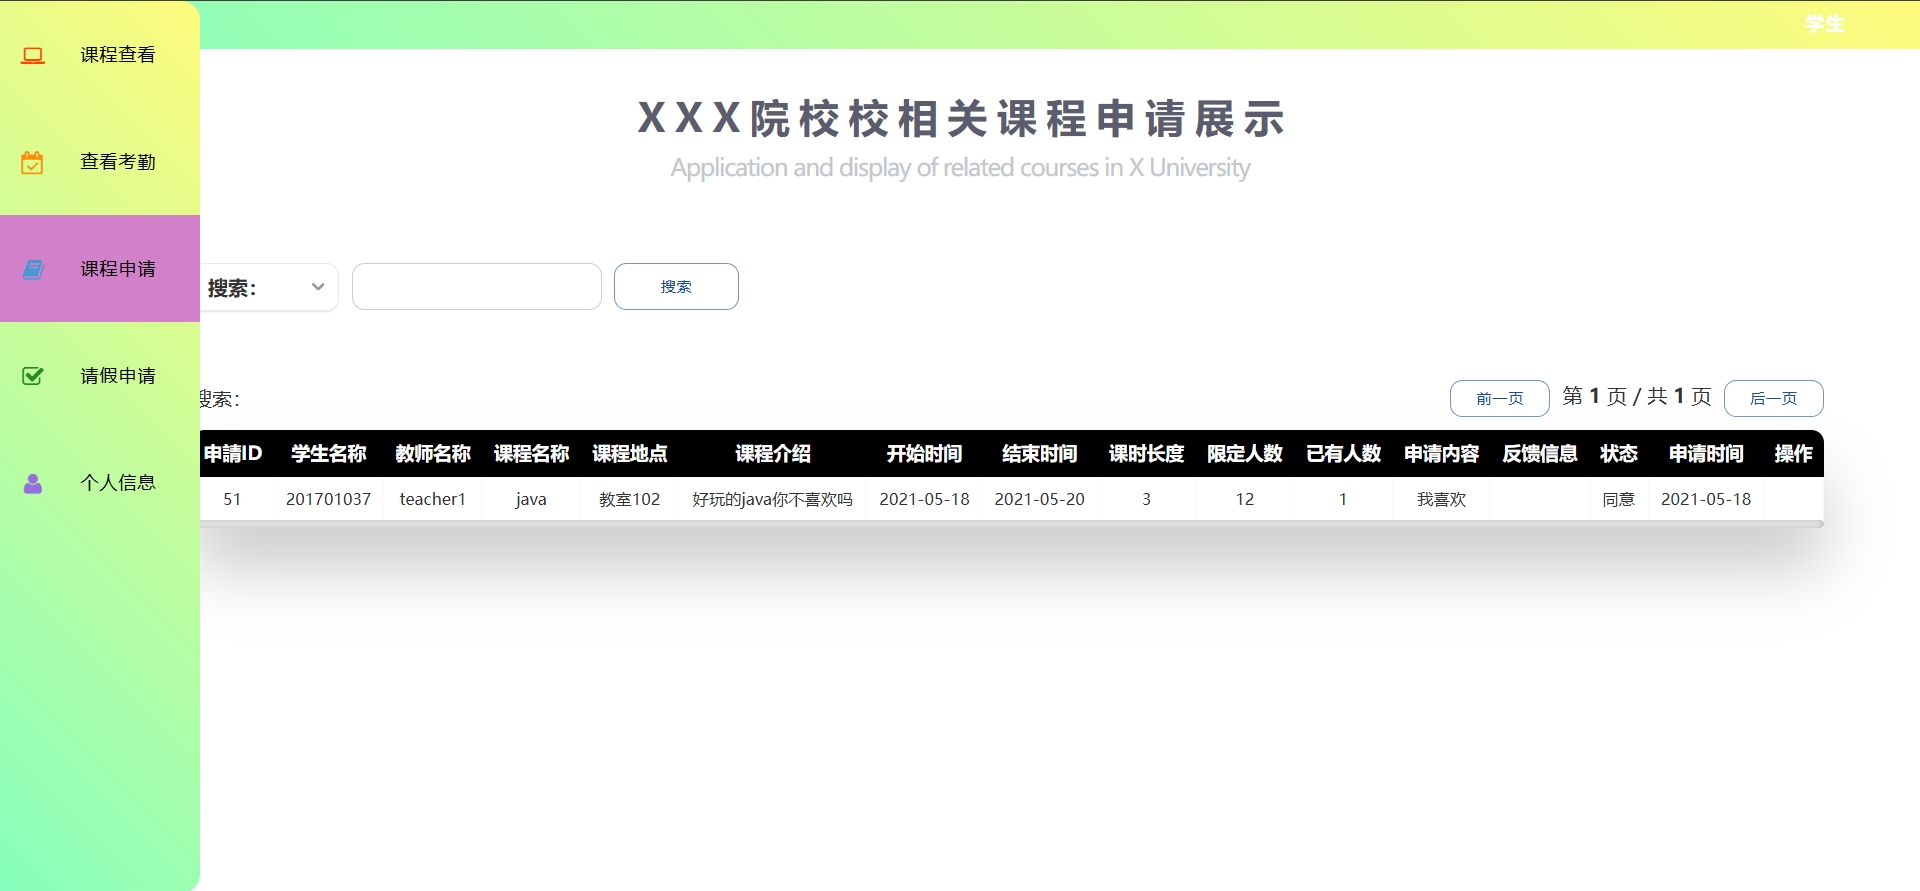 学生
课程查看
查看考勤
课程申请
请假申请
个人信息
XXX院校校相关课程申请展示
Application and display of related courses in X University
搜索：
搜索
搜索：
前一页 第 1 页 / 共 1 页 后一页
申請ID 学生名称 教师名称 课程名称 课程地点 课程介绍 开始时间 结束时间 课时长度 限定人数 已有人数 申请内容 反馈信息 状态 申请时间 操作
51 201701037 teacher1 java 教室102 好玩的java你不喜欢吗 2021-05-18 2021-05-20 3 12 1 我喜欢 同意 2021-05-18